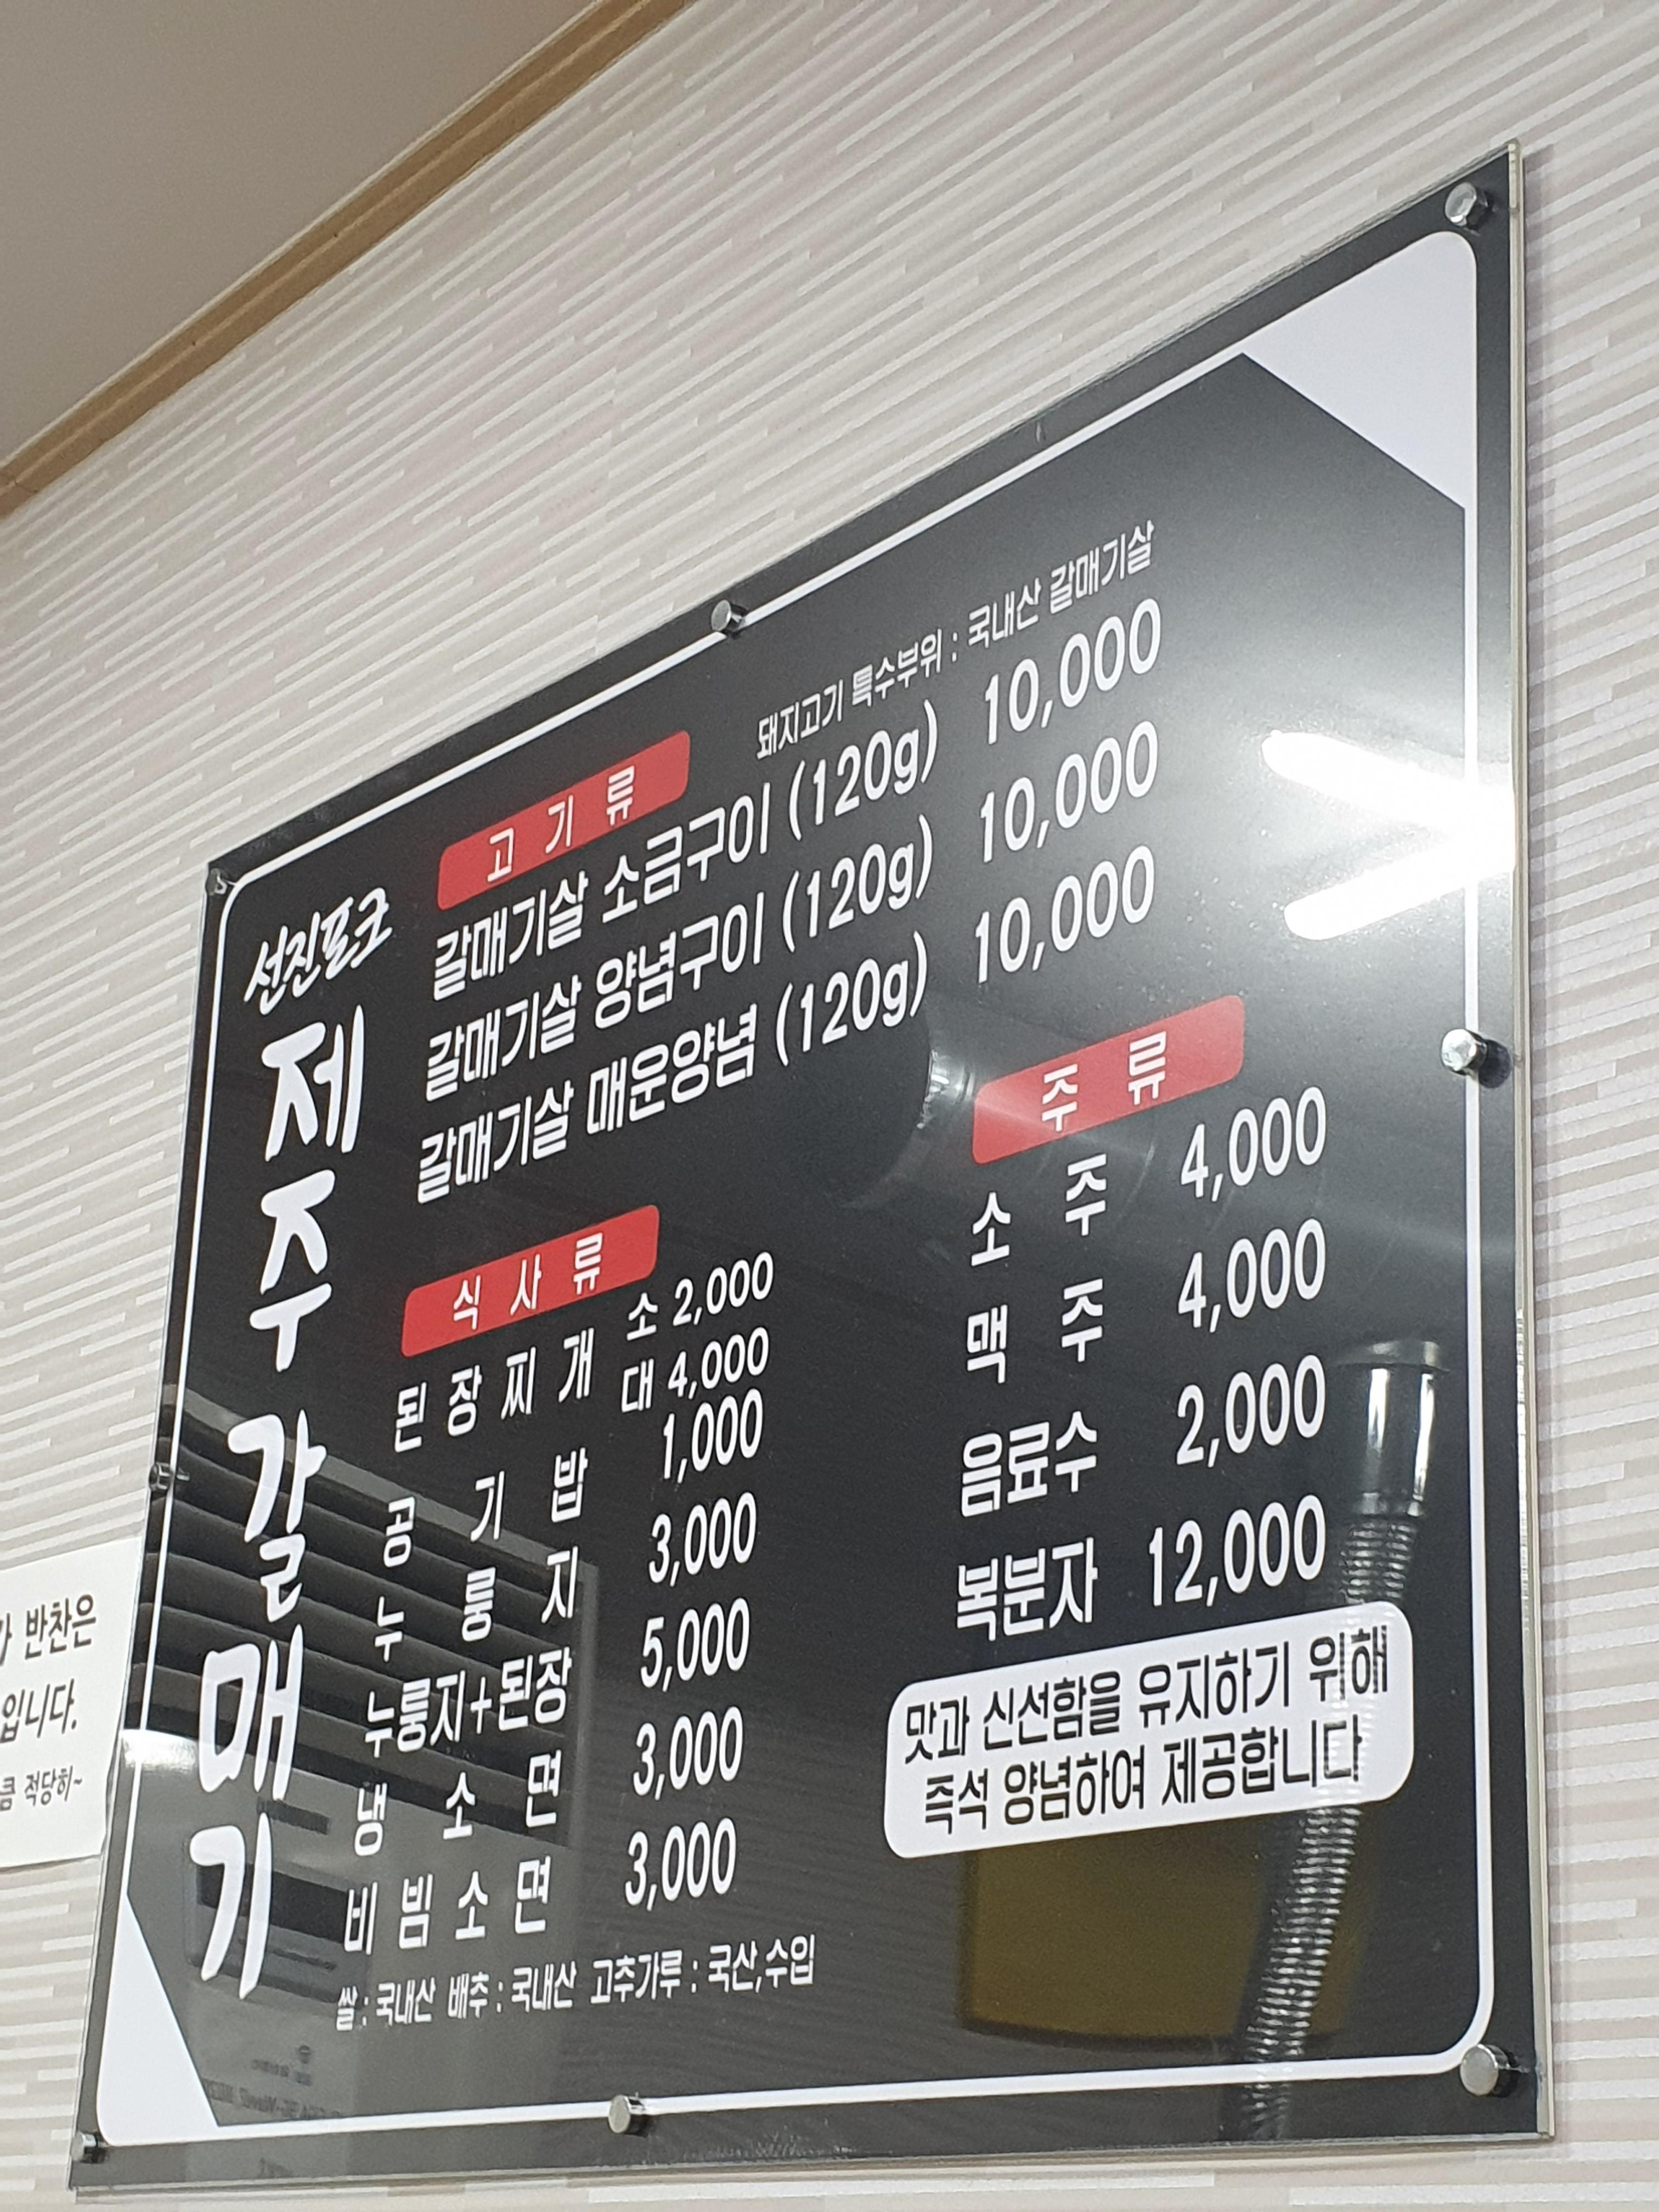 선진포크
제주갈매기
고기류
돼지고기 특수부위 : 국내산 갈매기살
갈매기살 소금구이 (120g) 10,000
갈매기살 양념구이 (120g) 10,000
갈매기살 매운양념 (120g) 10,000
식사류
된장찌개 소 2,000
대 4,000
공기밥 1,000
누룽지 3,000
누룽지+된장 5,000
냉소면 3,000
비빔소면 3,000
쌀 : 국내산 배추 : 국내산 고추가루 : 국산,수입
주류
소주 4,000
맥주 4,000
음료수 2,000
복분자 12,000
맛과 신선함을 유지하기 위해
즉석 양념하여 제공합니다
반찬은
입니다.
적당히~